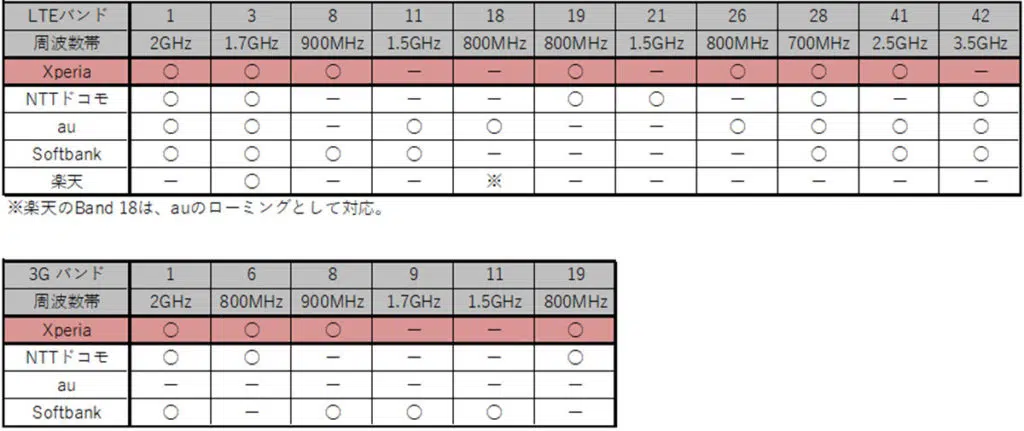 LTEバンド 1 3 8 11 18 19 21 26 28 41 42
周波数帯 2GHz 1.7GHz 900MHz 1.5GHz 800MHz 800MHz 1.5GHz 800MHz 700MHz 2.5GHz 3.5GHz
Xperia ○ ○ ○ － － ○ － ○ ○ ○ －
NTTドコモ ○ ○ － － － ○ ○ － ○ － ○
au ○ ○ － ○ ○ － － ○ ○ ○ ○
Softbank ○ ○ ○ ○ － － － － ○ ○ ○
楽天 － ○ － － ※ － － － － － －
※楽天のBand 18は、auのローミングとして対応。
3G バンド 1 6 8 9 11 19
周波数帯 2GHz 800MHz 900MHz 1.7GHz 1.5GHz 800MHz
Xperia ○ ○ ○ － － ○
NTTドコモ ○ ○ － － － ○
au － － － － － －
Softbank ○ － ○ ○ ○ －